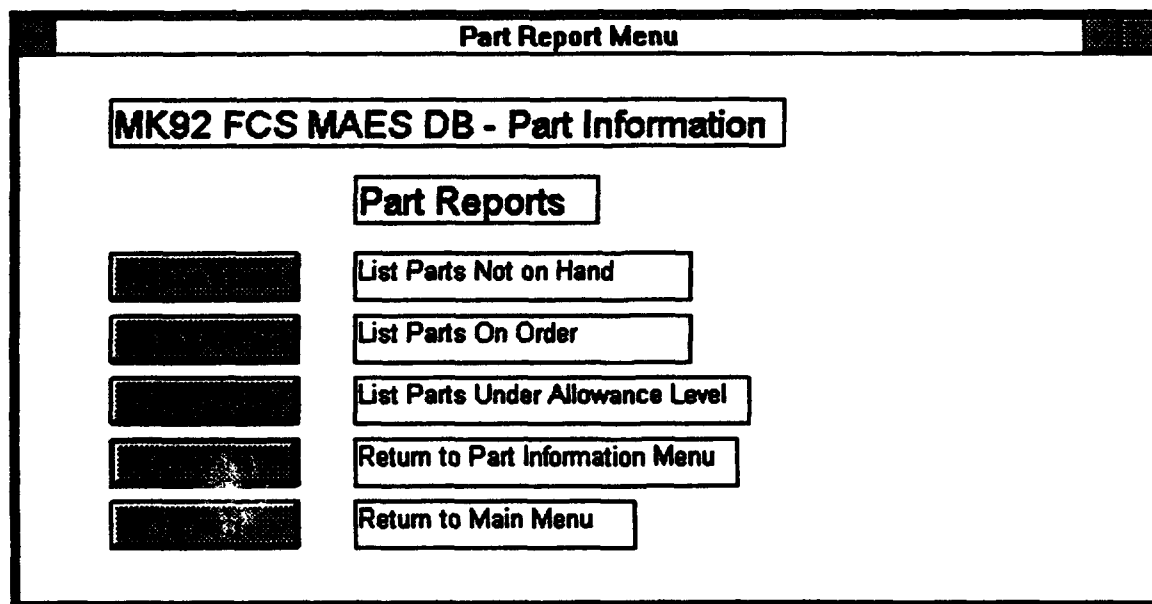 Part Report Menu
MK92 FCS MAES DB - Part Information
Part Reports
List Parts Not on Hand
List Parts On Order
List Parts Under Allowance Level
Return to Part Information Menu
Return to Main Menu